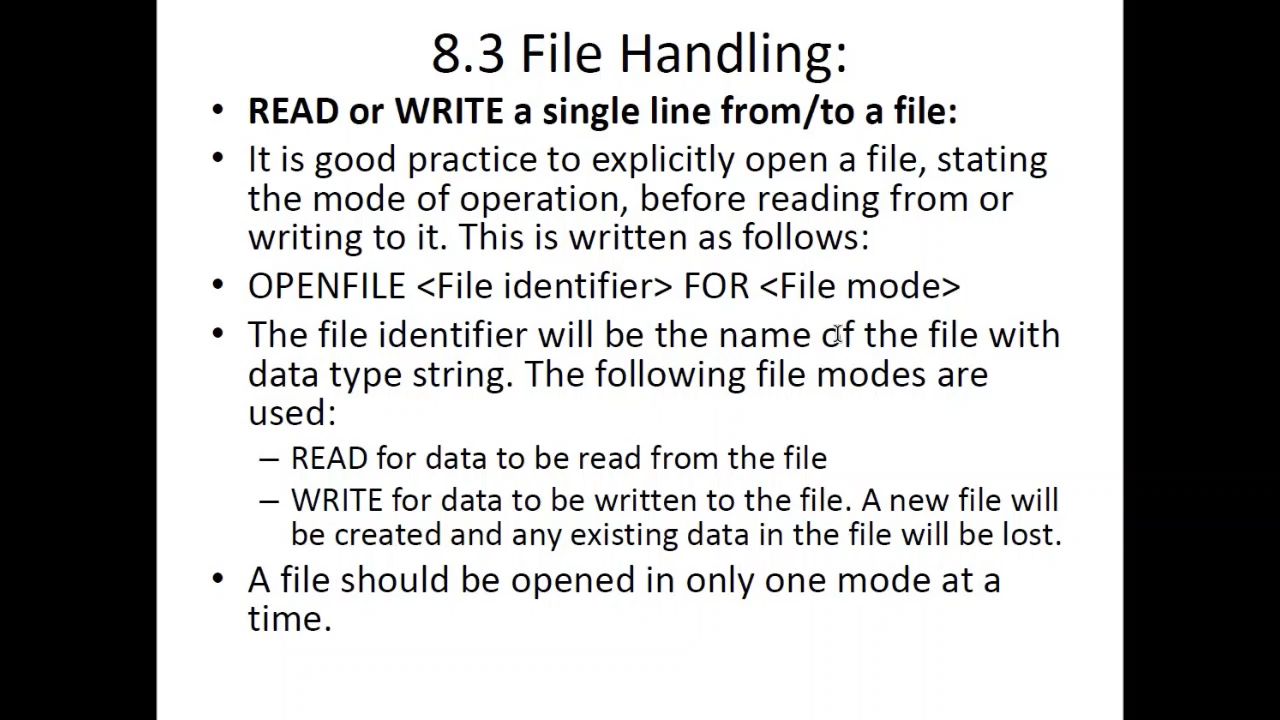 8.3 File Handling:
• READ or WRITE a single line from/to a file:
• It is good practice to explicitly open a file, stating
the mode of operation, before reading from or
writing to it. This is written as follows:
• OPENFILE <File identifier> FOR <File mode>
• The file identifier will be the name of the file with
data type string. The following file modes are
used:
– READ for data to be read from the file
– WRITE for data to be written to the file. A new file will
be created and any existing data in the file will be lost.
• A file should be opened in only one mode at a
time.